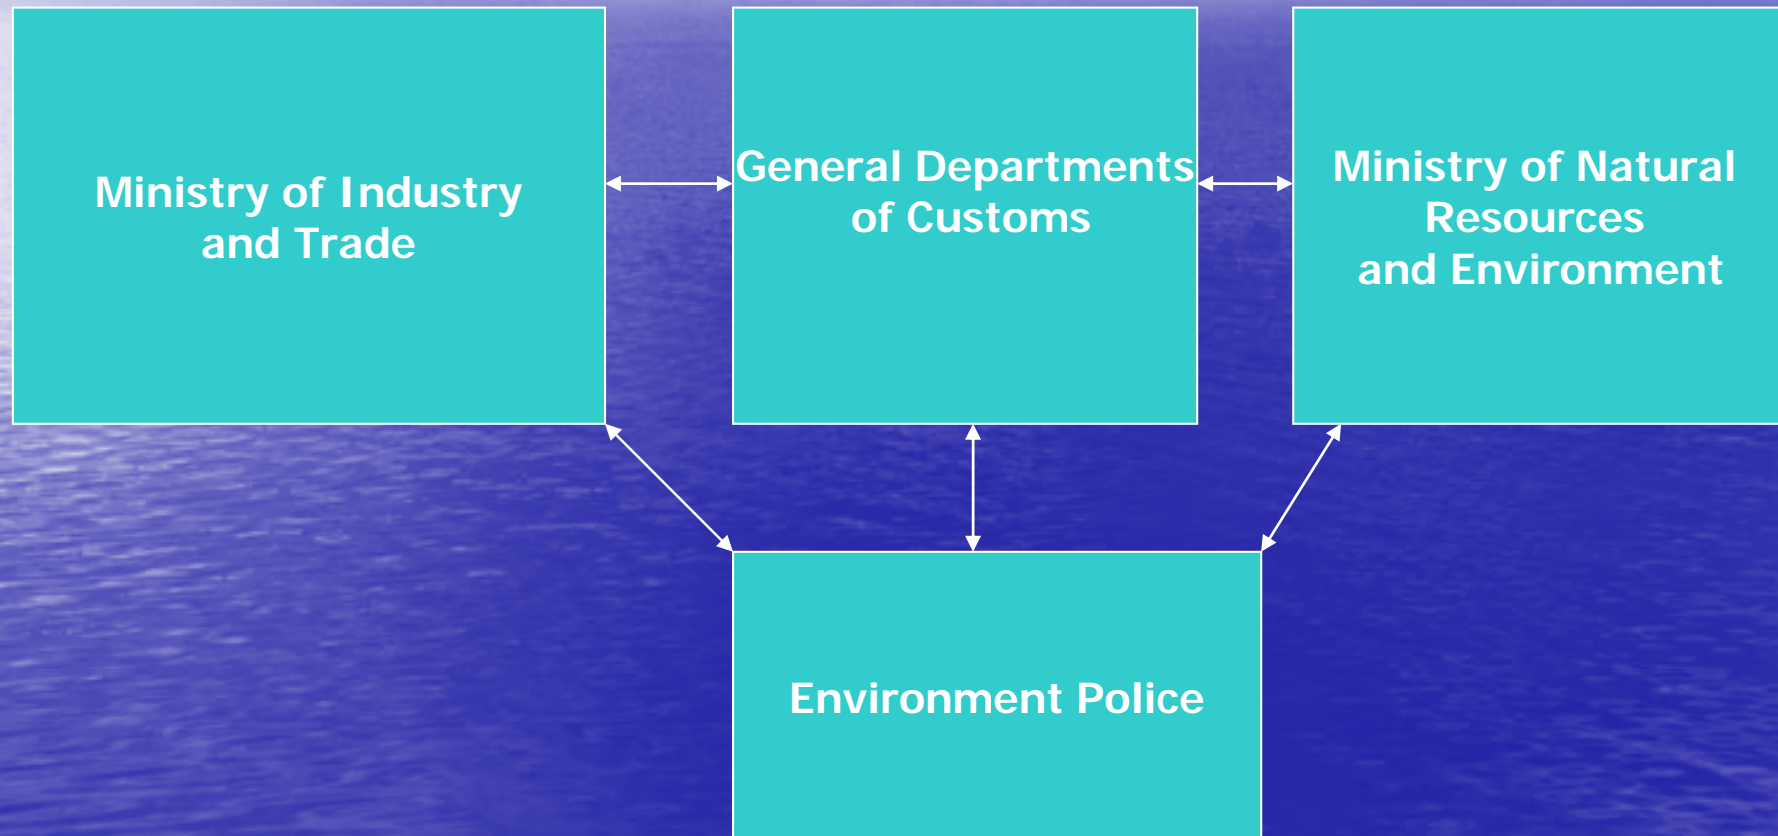 Ministry of Industry
and Trade
General Departments
of Customs
Ministry of Natural
Resources
and Environment
Environment Police